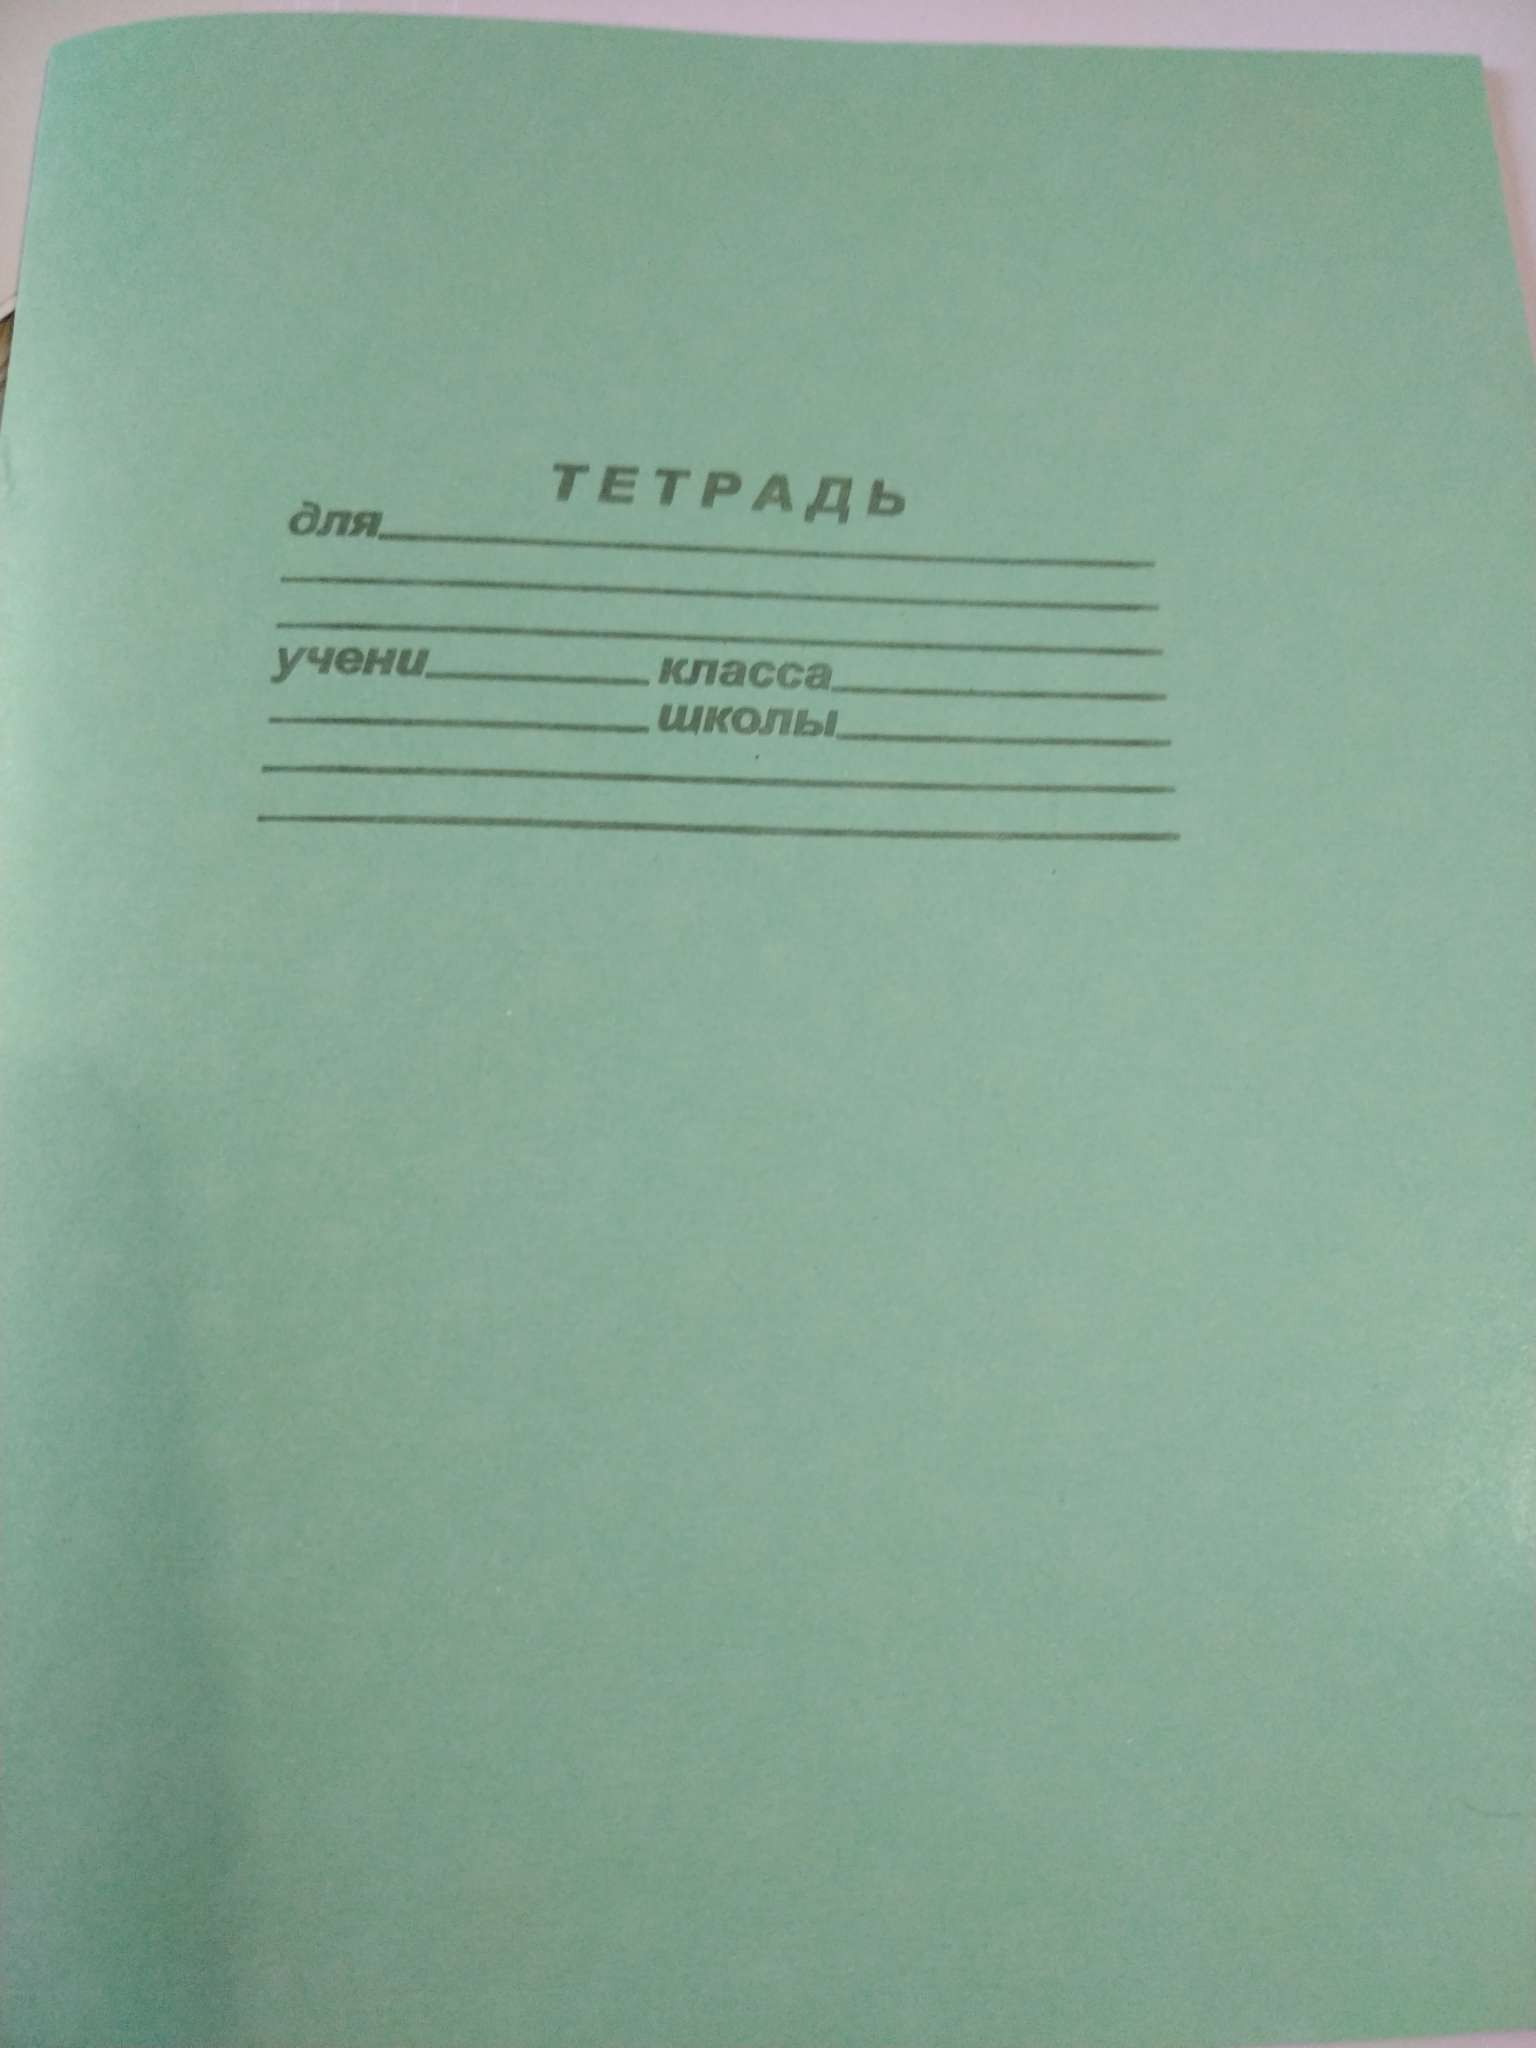 ТЕТРАДЬ
для
учени класса
школы